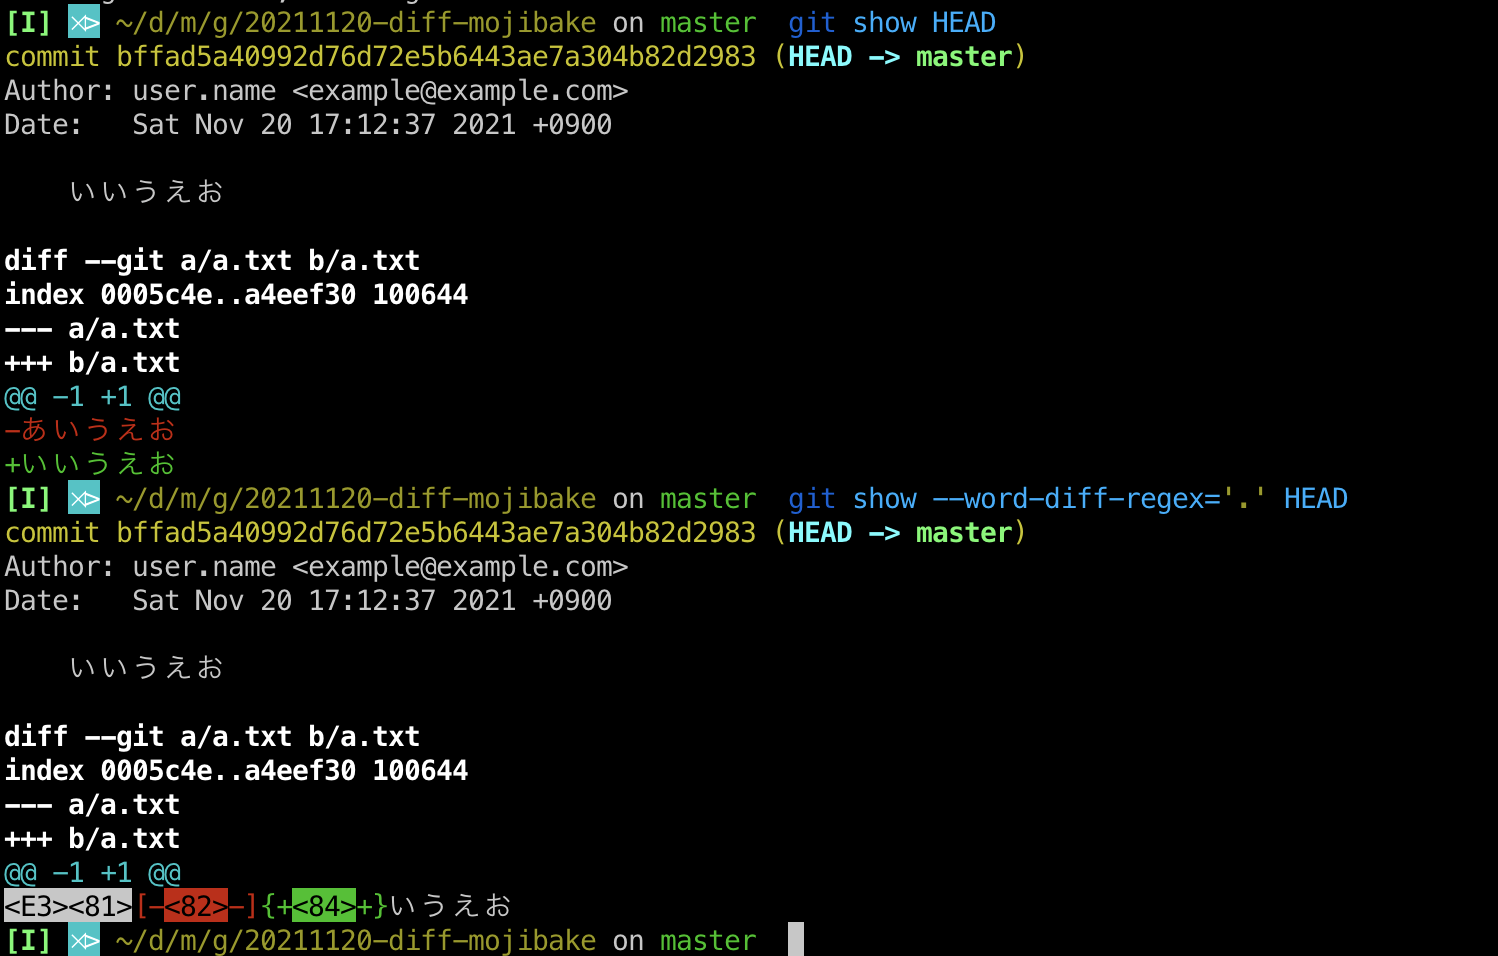 [I] ⋊> ~/d/m/g/20211120-diff-mojibake on master  git show HEAD
commit bffad5a40992d76d72e5b6443ae7a304b82d2983 (HEAD -> master)
Author: user.name <example@example.com>
Date:   Sat Nov 20 17:12:37 2021 +0900
    いいうえお
diff --git a/a.txt b/a.txt
index 0005c4e..a4eef30 100644
--- a/a.txt
+++ b/a.txt
@@ -1 +1 @@
-あいうえお
+いいうえお
[I] ⋊> ~/d/m/g/20211120-diff-mojibake on master  git show --word-diff-regex='.' HEAD
commit bffad5a40992d76d72e5b6443ae7a304b82d2983 (HEAD -> master)
Author: user.name <example@example.com>
Date:   Sat Nov 20 17:12:37 2021 +0900
    いいうえお
diff --git a/a.txt b/a.txt
index 0005c4e..a4eef30 100644
--- a/a.txt
+++ b/a.txt
@@ -1 +1 @@
<E3><81>[-<82>-]{+<84>+}いうえお
[I] ⋊> ~/d/m/g/20211120-diff-mojibake on master